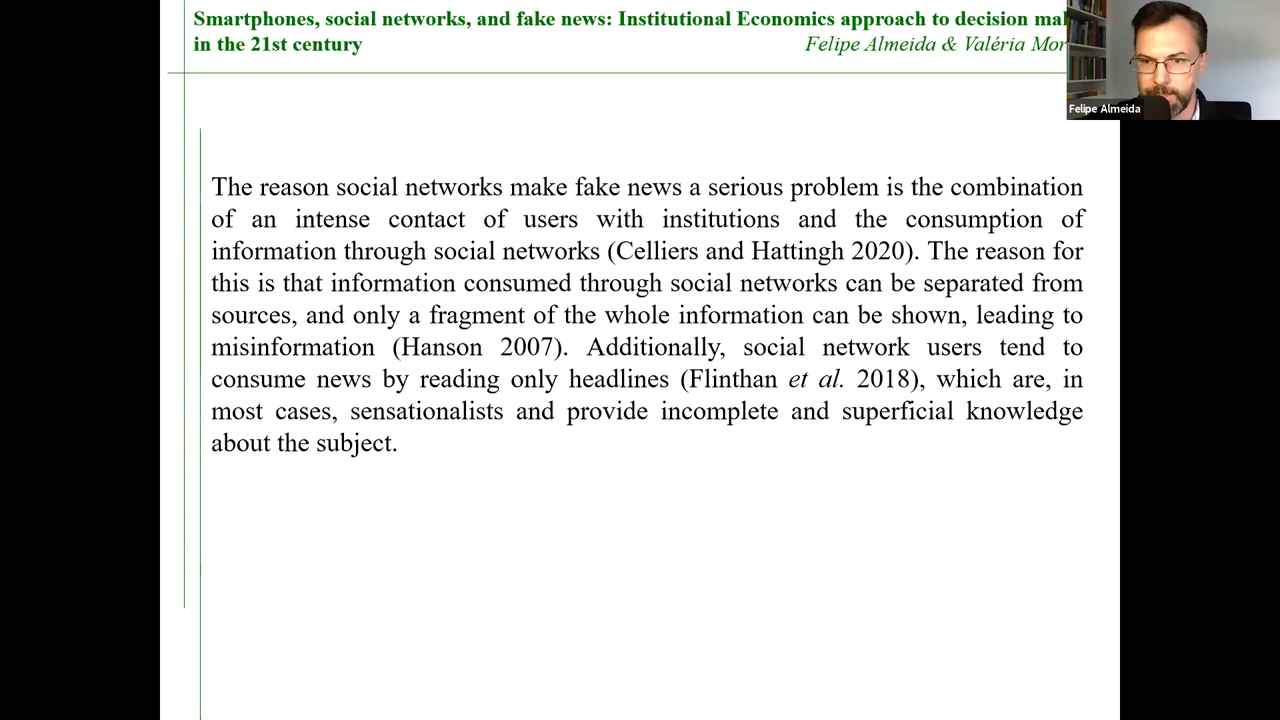 Smartphones, social networks, and fake news: Institutional Economics approach to decision
in the 21st century
Felipe Almeida & Valéria
Felipe Almeida
The reason social networks make fake news a serious problem is the combination
of an intense contact of users with institutions and the consumption of
information through social networks (Celliers and Hattingh 2020). The reason for
this is that information consumed through social networks can be separated from
sources, and only a fragment of the whole information can be shown, leading to
misinformation (Hanson 2007). Additionally, social network users tend to
consume news by reading only headlines (Flinthan et al. 2018), which are, in
most cases, sensationalists and provide incomplete and superficial knowledge
about the subject.